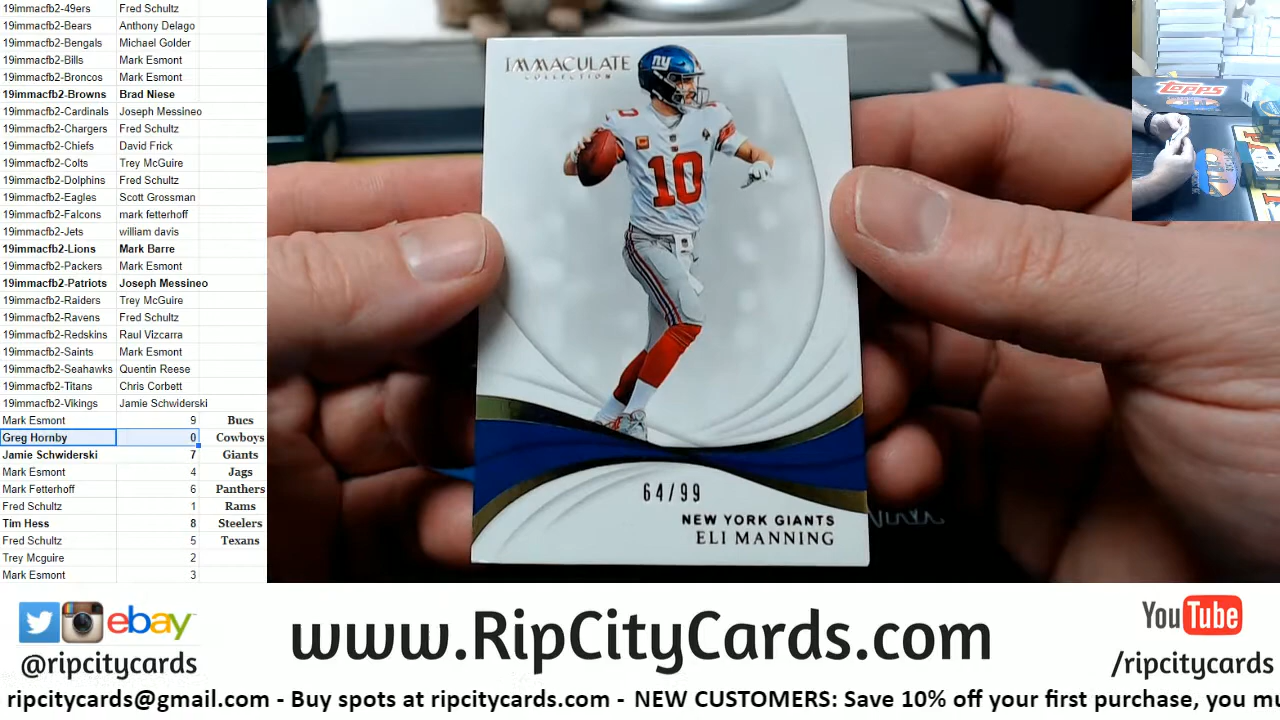 19immacfb2-49ers Fred Schultz
19immacfb2-Bears Anthony Delago
19immacfb2-Bengals Michael Golder
19immacfb2-Bills Mark Esmont
19immacfb2-Broncos Mark Esmont
19immacfb2-Browns Brad Niese
19immacfb2-Cardinals Joseph Messineo
19immacfb2-Chargers Fred Schultz
19immacfb2-Chiefs David Frick
19immacfb2-Colts Trey McGuire
19immacfb2-Dolphins Fred Schultz
19immacfb2-Eagles Scott Grossman
19immacfb2-Falcons mark fetterhoff
19immacfb2-Jets william davis
19immacfb2-Lions Mark Barre
19immacfb2-Packers Mark Esmont
19immacfb2-Patriots Joseph Messineo
19immacfb2-Raiders Trey McGuire
19immacfb2-Ravens Fred Schultz
19immacfb2-Redskins Raul Vizcarra
19immacfb2-Saints Mark Esmont
19immacfb2-Seahawks Quentin Reese
19immacfb2-Titans Chris Corbett
19immacfb2-Vikings Jamie Schwiderski
Mark Esmont 9 Bucs
Greg Hornby 0 Cowboys
Jamie Schwiderski 7 Giants
Mark Esmont 4 Jags
Mark Fetterhoff 6 Panthers
Fred Schultz 1 Rams
Tim Hess 8 Steelers
Fred Schultz 5 Texans
Trey Mcguire 2
Mark Esmont 3
IMMACULATE
COLLECTION
ny
10
10
64/99
NEW YORK GIANTS
ELI MANNING
Topps
ebay
@ripcitycards
www.RipCityCards.com
YouTube
/ripcitycards
ripcitycards@gmail.com - Buy spots at ripcitycards.com - NEW CUSTOMERS: Save 10% off your first purchase, you mu